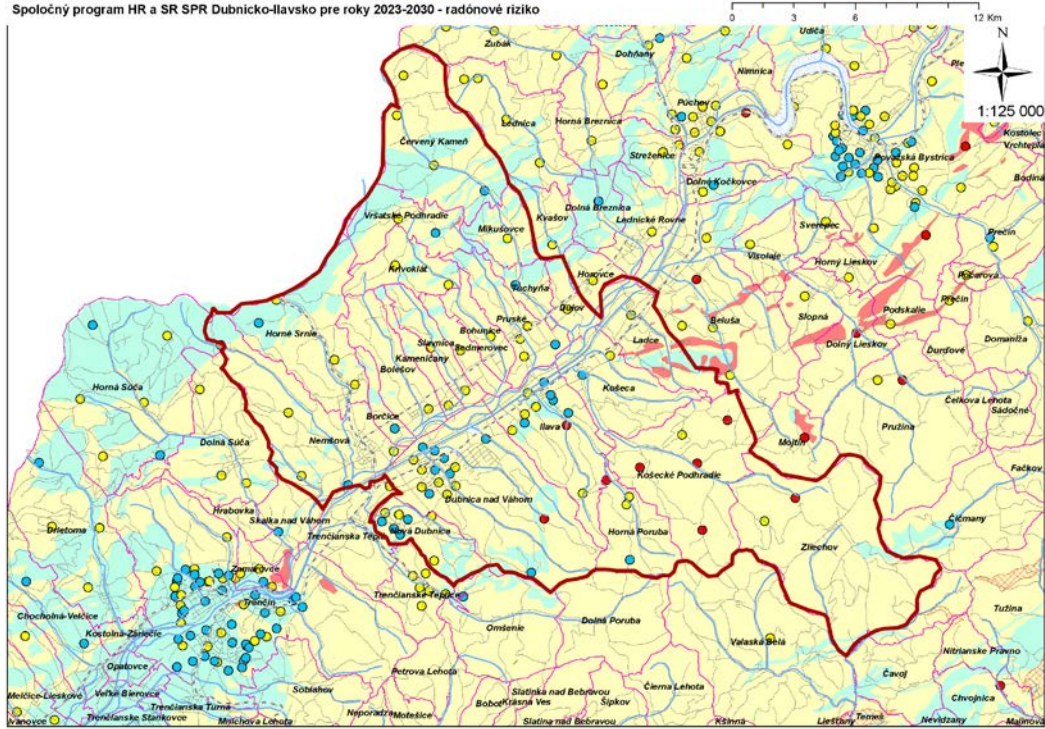 Spoločný program HR a SR SPR Dubnicko-Ilavsko pre roky 2023-2030 - radónové riziko
0 3 6 12 Km
N
1:125 000
Zubák
Dohňany
Udiča
Nimnica
Púchov
Lednica
Horná Breznica
Kostolec
Vrchtepla
Červený Kameň
Streženice
Považská Bystrica
Bodiná
Dolné Kočkovce
Vršatské Podhradie
Kvašov
Dolná Breznica
Lednické Rovne
Mikušovce
Sverepec
Prečín
Krivoklát
Visolaje
Horný Lieskov
Horovce
Počarová
Tuchyňa
Prečín
Dulov
Podskalie
Pruské
Beluša
Slopná
Horné Srnie
Bohunice
Slavnica
Sedmerovec
Ladce
Dolný Lieskov
Domaniža
Kameničany
Ďurďové
Bolešov
Košeca
Horná Súča
Čelkova Lehota
Sádočné
Borčice
Ilava
Pružina
Dolná Súča
Nemšová
Mojtín
Fačkov
Košecké Podhradie
Dubnica nad Váhom
Hrabovka
Skalka nad Váhom
Čičmany
Drietoma
Nová Dubnica
Horná Poruba
Trenčianska Teplá
Zliechov
Zamarovce
Trenčianske Teplice
Trenčín
Chocholná-Velčice
Tužina
Omšenie
Dolná Poruba
Kostolná-Záriečie
Valaská Belá
Nitrianske Pravno
Opatovce
Petrova Lehota
Čavoj
Soblahov
Čierna Lehota
Melčice-Lieskové
Veľké Bierovce
Slatinka nad Bebravou
Chvojnica
Trenčianska Turná
Bobot
Krásna Ves
Šípkov
Neporadza
Motešice
Temeš
Ivanovce
Trenčianske Stankovce
Mníchova Lehota
Slatina nad Bebravou
Kšinná
Liešťany
Nevidzany
Malinová